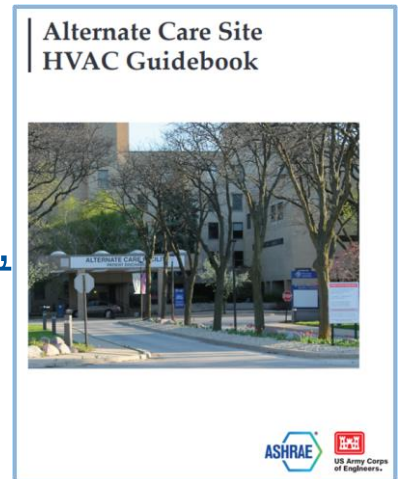 Alternate Care Site
HVAC Guidebook
ALTERNATE CARE
ASHRAE
US Army Corps
of Engineers®